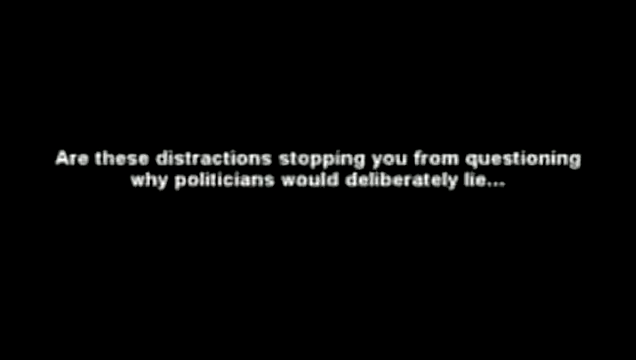 Are these distractions stopping you from questioning
why politicians would deliberately lie...